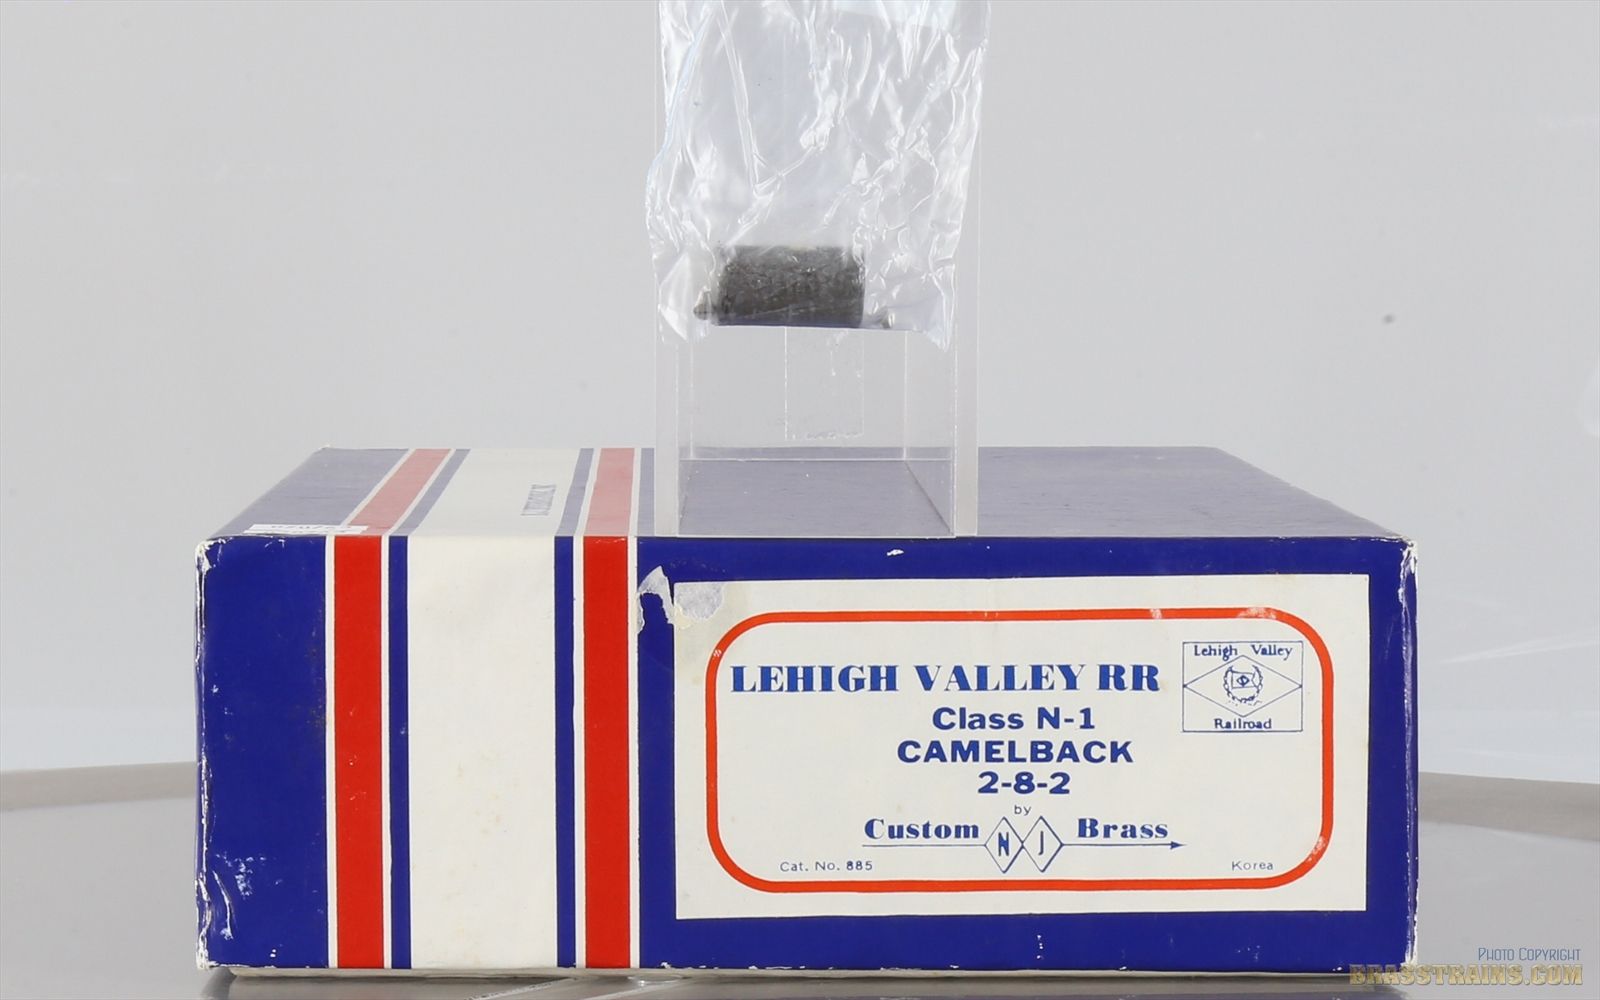 LEHIGH VALLEY RR
Class N-1
CAMELBACK
2-8-2
by
Custom NJ Brass
Cat. No. 885
Korea
Lehigh Valley
Railroad
PHOTO COPYRIGHT
BRASSTRAINS.COM